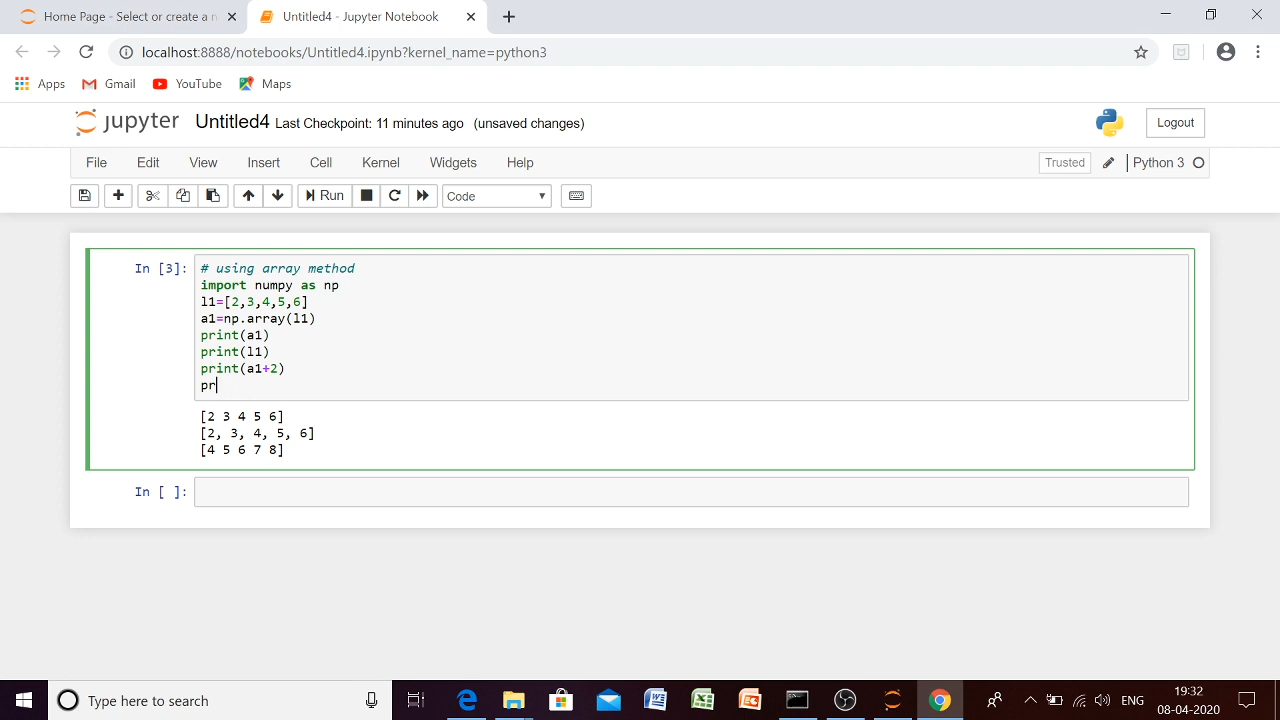 Home Page - Select or create a n
Untitled4 - Jupyter Notebook
localhost:8888/notebooks/Untitled4.ipynb?kernel_name=python3
Apps Gmail YouTube Maps
jupyter Untitled4 Last Checkpoint: 11 minutes ago (unsaved changes) Logout
File Edit View Insert Cell Kernel Widgets Help Trusted Python 3
Run Code
In [3]: # using array method
import numpy as np
l1=[2,3,4,5,6]
a1=np.array(l1)
print(a1)
print(l1)
print(a1+2)
pr
[2 3 4 5 6]
[2, 3, 4, 5, 6]
[4 5 6 7 8]
In [ ]:
Type here to search
ENG
19:32
08-04-2020